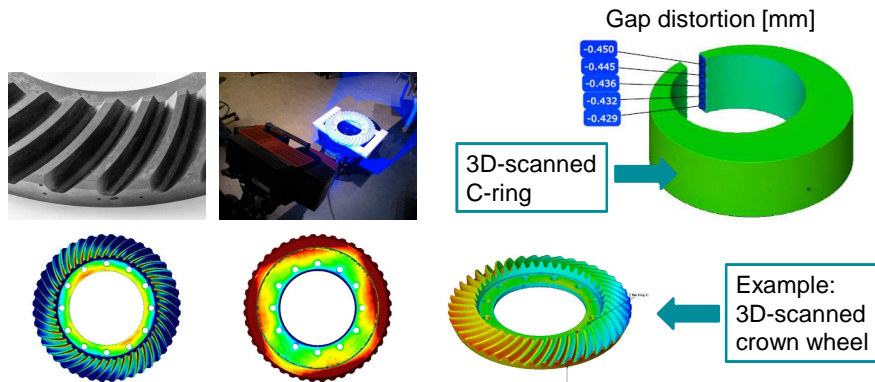 Gap distortion [mm]
-0.450
-0.445
-0.436
-0.432
-0.429
3D-scanned
C-ring
Example:
3D-scanned
crown wheel